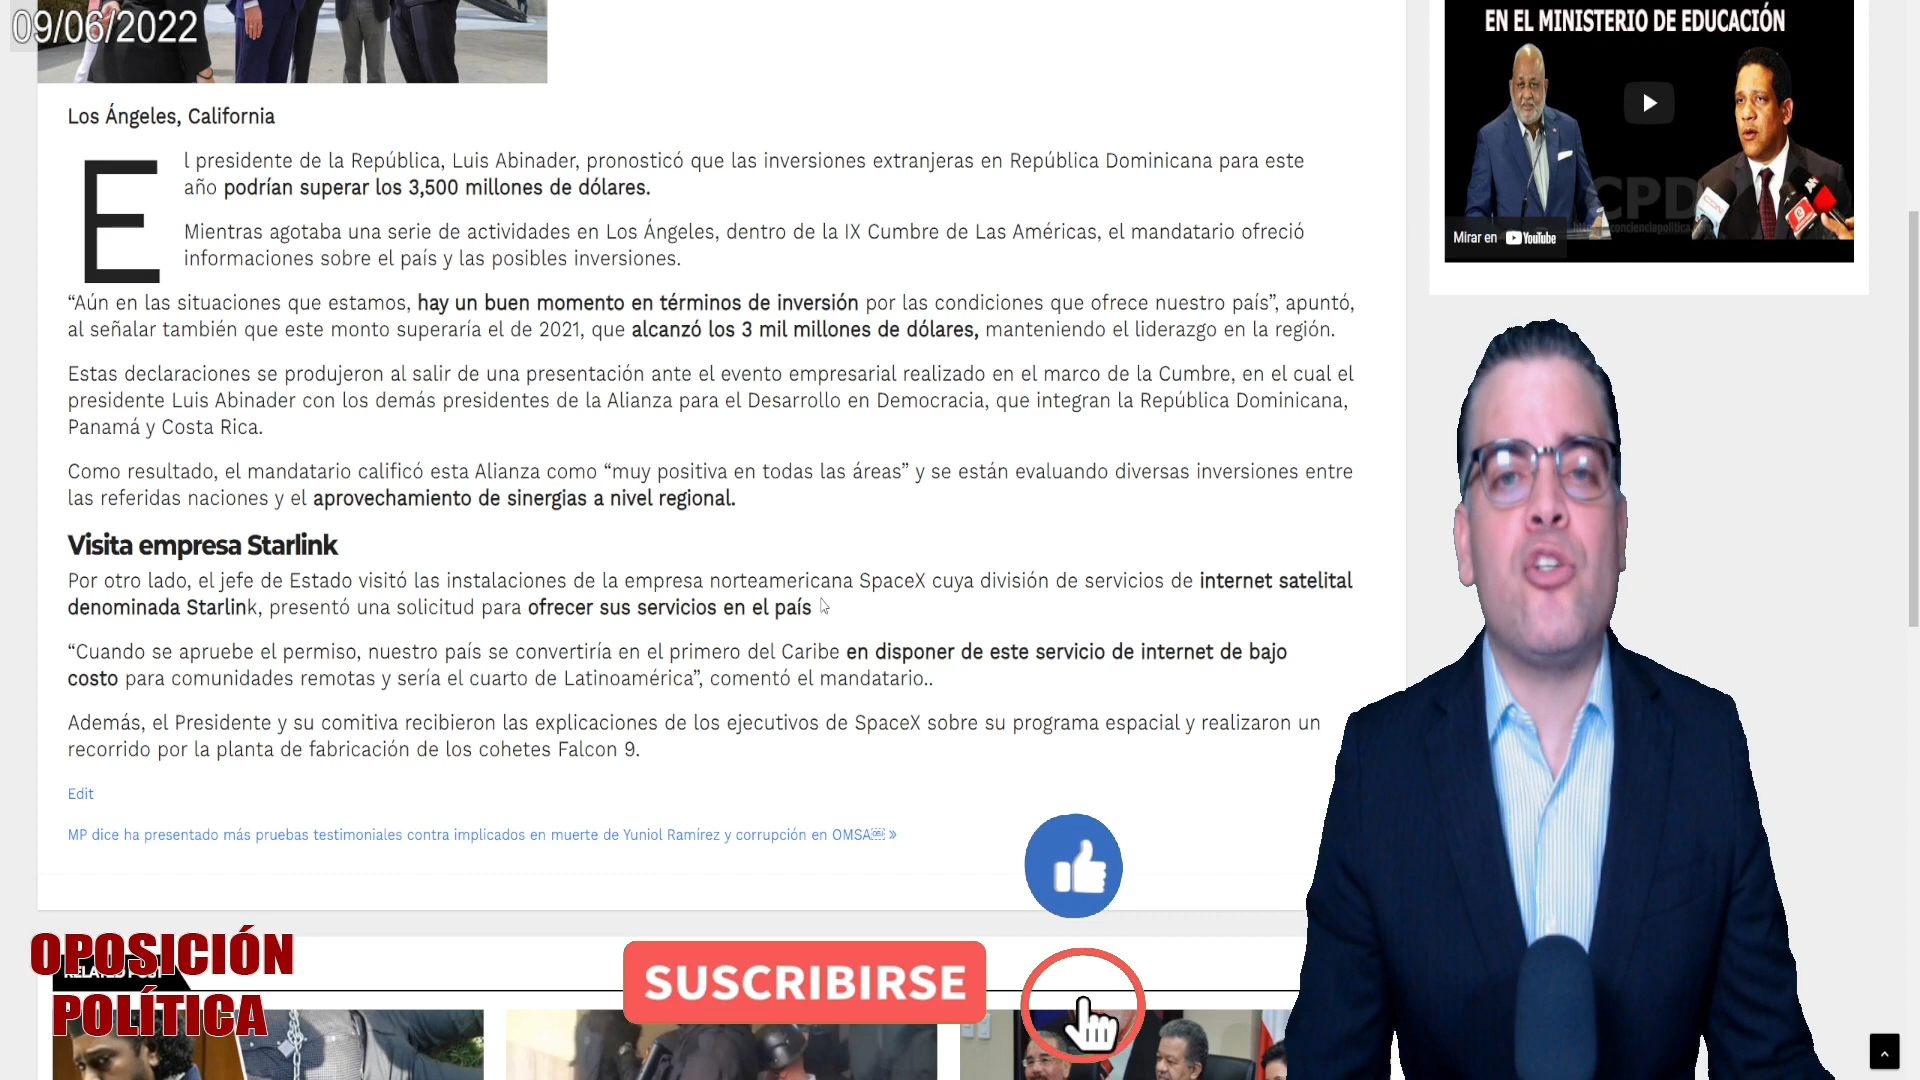 09/06/2022
EN EL MINISTERIO DE EDUCACIÓN
Mirar en YouTube
CPD
Los Ángeles, California
El presidente de la República, Luis Abinader, pronosticó que las inversiones extranjeras en República Dominicana para este
año podrían superar los 3,500 millones de dólares.
Mientras agotaba una serie de actividades en Los Ángeles, dentro de la IX Cumbre de Las Américas, el mandatario ofreció
informaciones sobre el país y las posibles inversiones.
“Aún en las situaciones que estamos, hay un buen momento en términos de inversión por las condiciones que ofrece nuestro país”, apuntó,
al señalar también que este monto superaría el de 2021, que alcanzó los 3 mil millones de dólares, manteniendo el liderazgo en la región.
Estas declaraciones se produjeron al salir de una presentación ante el evento empresarial realizado en el marco de la Cumbre, en el cual el
presidente Luis Abinader con los demás presidentes de la Alianza para el Desarrollo en Democracia, que integran la República Dominicana,
Panamá y Costa Rica.
Como resultado, el mandatario calificó esta Alianza como “muy positiva en todas las áreas” y se están evaluando diversas inversiones entre
las referidas naciones y el aprovechamiento de sinergias a nivel regional.
Visita empresa Starlink
Por otro lado, el jefe de Estado visitó las instalaciones de la empresa norteamericana SpaceX cuya división de servicios de internet satelital
denominada Starlink, presentó una solicitud para ofrecer sus servicios en el país
“Cuando se apruebe el permiso, nuestro país se convertiría en el primero del Caribe en disponer de este servicio de internet de bajo
costo para comunidades remotas y sería el cuarto de Latinoamérica”, comentó el mandatario..
Además, el Presidente y su comitiva recibieron las explicaciones de los ejecutivos de SpaceX sobre su programa espacial y realizaron un
recorrido por la planta de fabricación de los cohetes Falcon 9.
Edit
MP dice ha presentado más pruebas testimoniales contra implicados en muerte de Yuniol Ramírez y corrupción en OMSA »
OPOSICIÓN
POLÍTICA
SUSCRIBIRSE